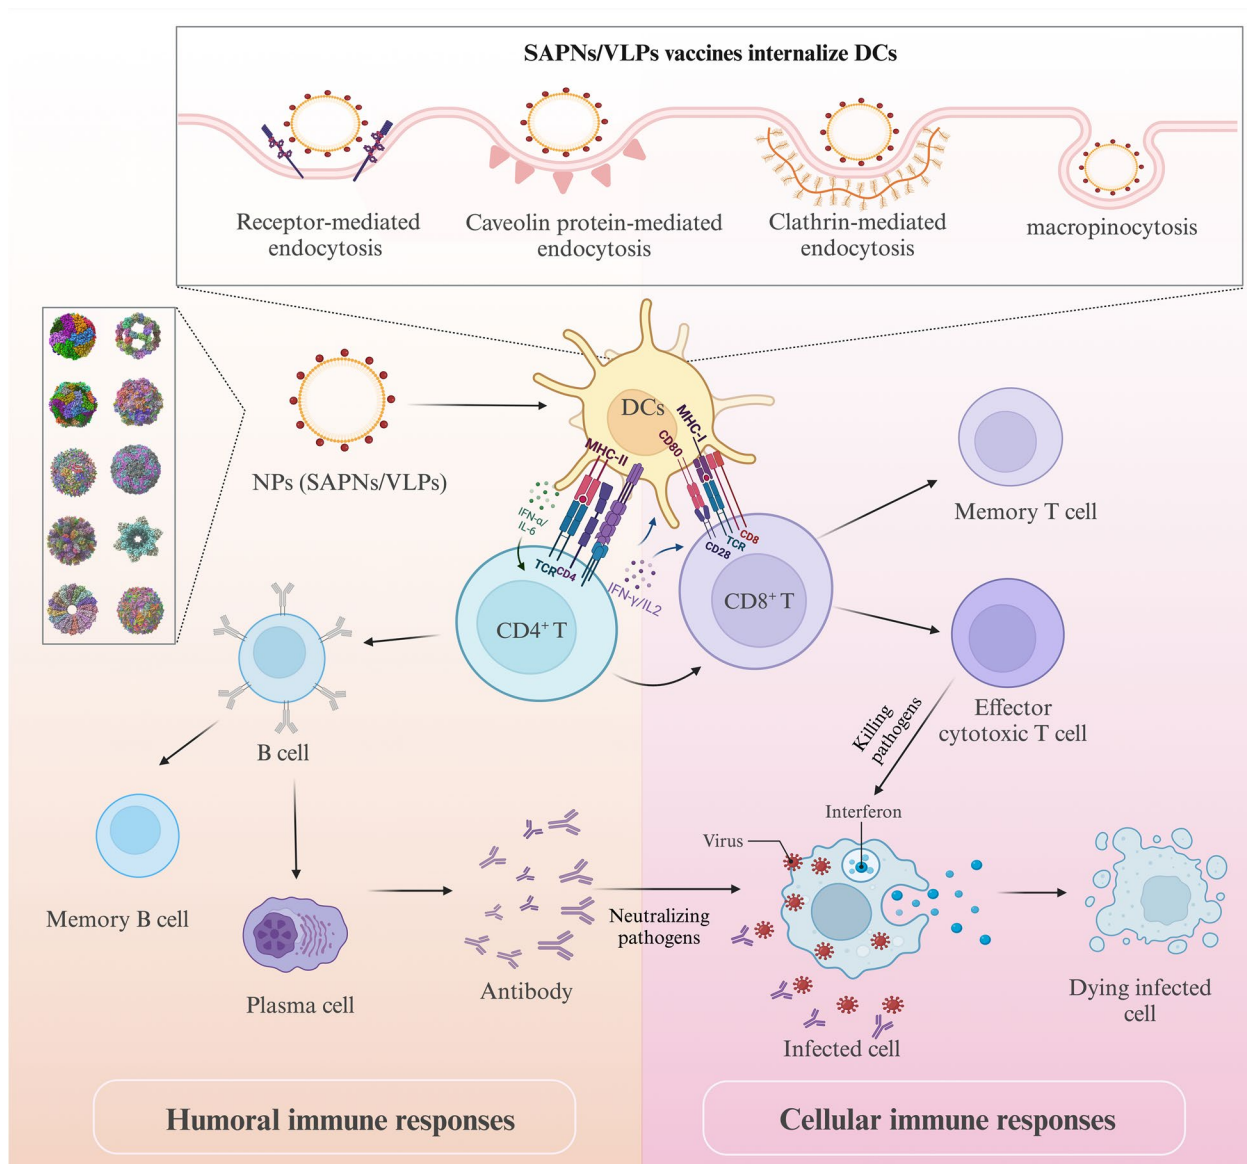 SAPNs/VLPs vaccines internalize DCs
Receptor-mediated
endocytosis
Caveolin protein-mediated
endocytosis
Clathrin-mediated
endocytosis
macropinocytosis
NPs (SAPNs/VLPs)
DCs
MHC-II
CD80
MHC-I
IFN-α/
IL-6
TCR
CD4
IFN-γ/IL2
CD28
TCR
CD8
CD4⁺ T
CD8⁺ T
Memory T cell
Effector
cytotoxic T cell
Killing
pathogens
B cell
Memory B cell
Plasma cell
Antibody
Neutralizing
pathogens
Interferon
Virus
Infected cell
Dying infected
cell
Humoral immune responses
Cellular immune responses